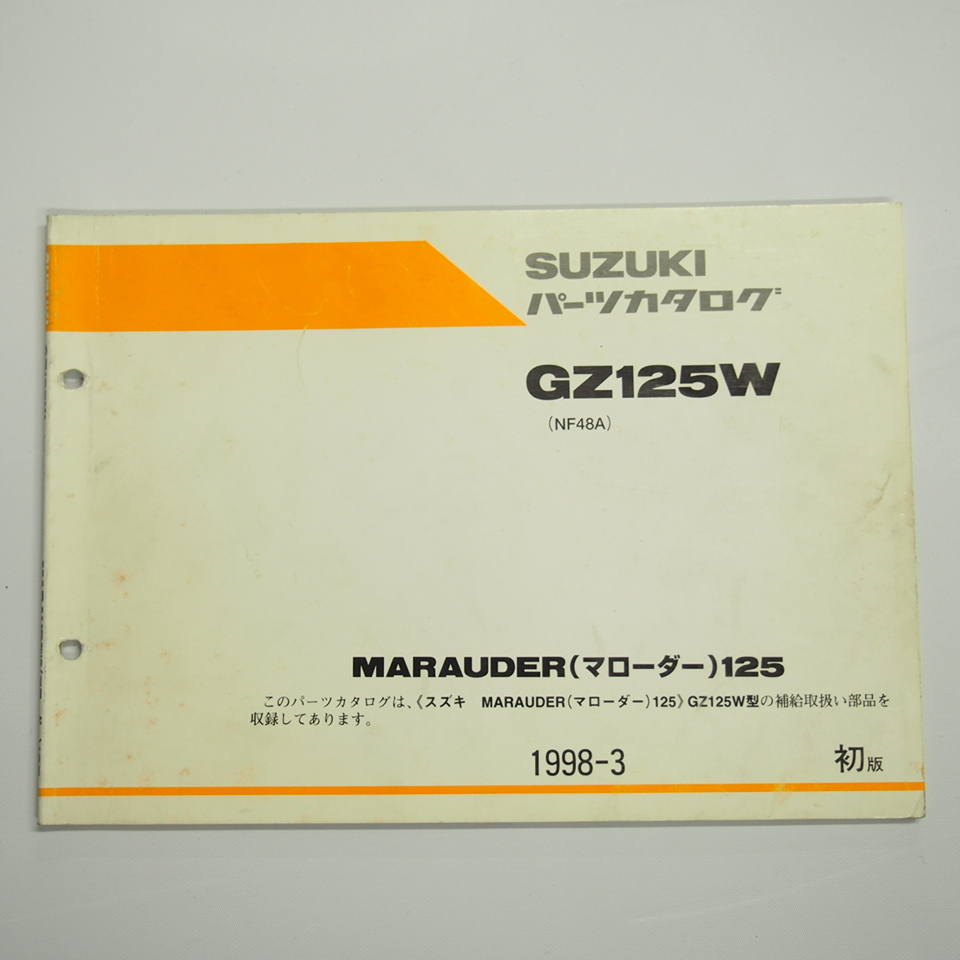 SUZUKI
パーツカタログ
GZ125W
(NF48A)
MARAUDER(マローダー)125
このパーツカタログは、《スズキ　MARAUDER(マローダー)125》GZ125W型の補給取扱い部品を
収録してあります。
1998-3　初版